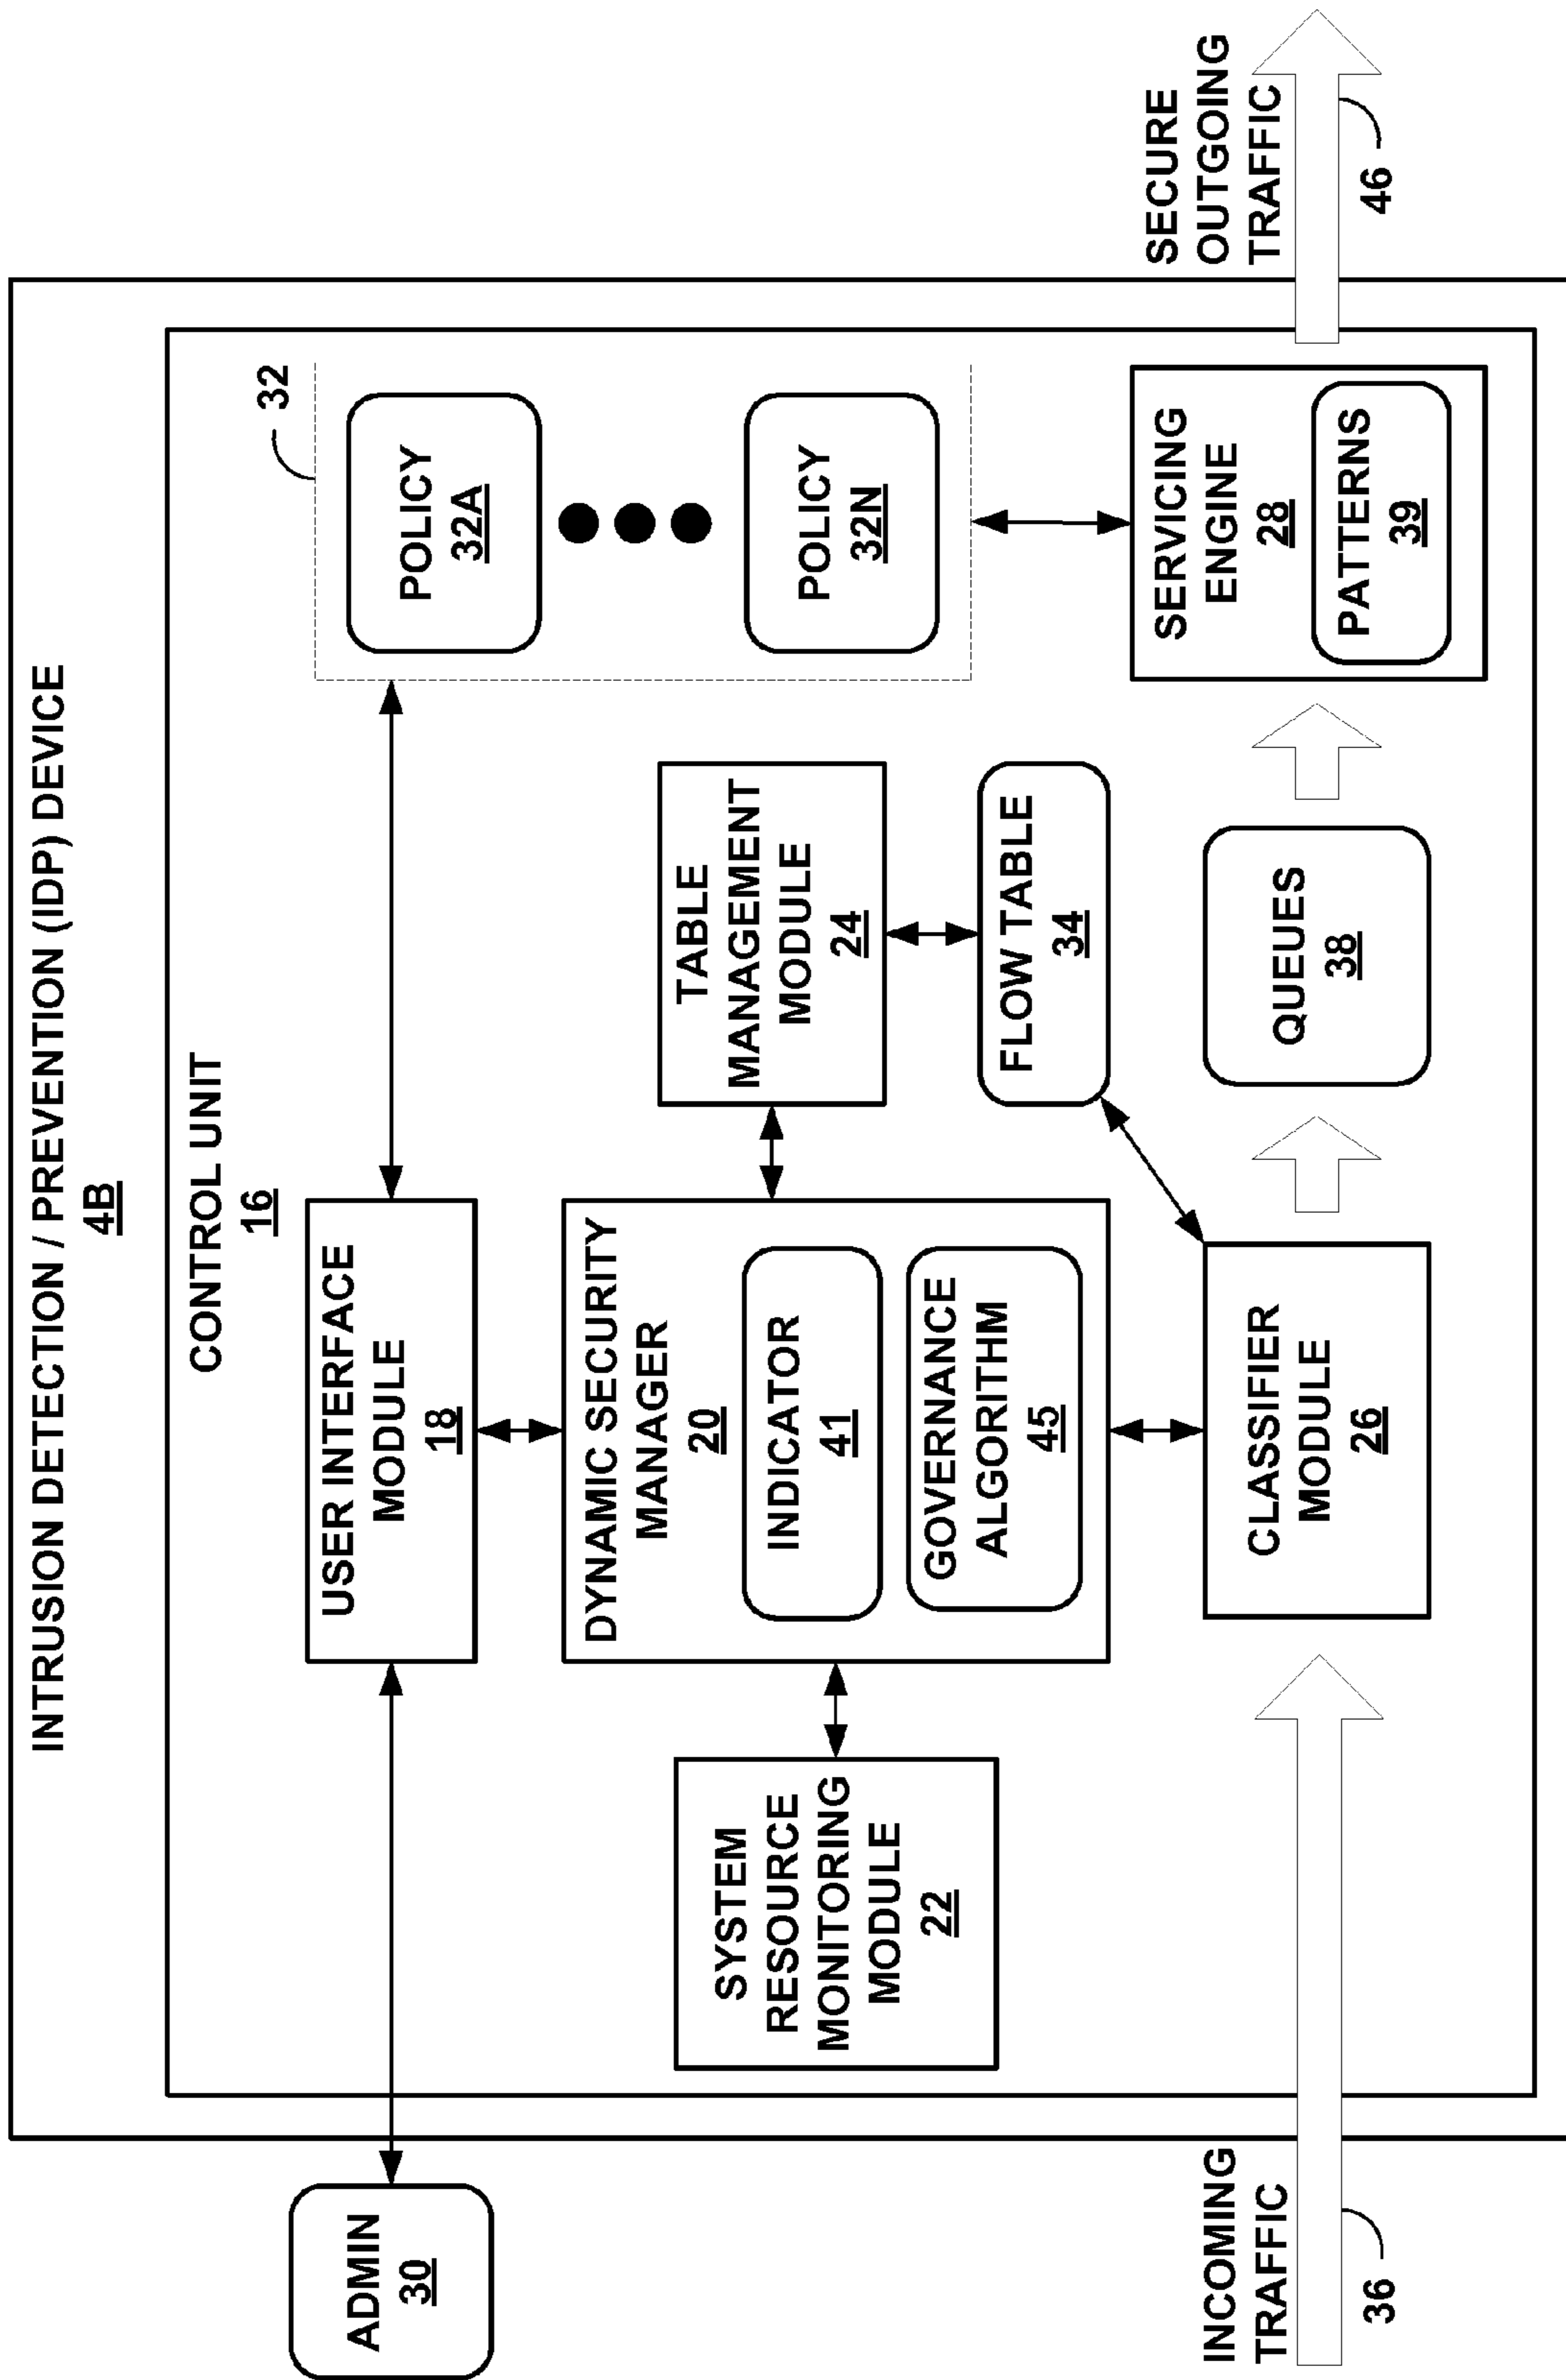 INTRUSION DETECTION / PREVENTION (IDP) DEVICE
4B
CONTROL UNIT
16
ADMIN
30
USER INTERFACE
MODULE
18
32
POLICY
32A
POLICY
32N
DYNAMIC SECURITY
MANAGER
20
INDICATOR
41
GOVERNANCE
ALGORITHM
45
SYSTEM
RESOURCE
MONITORING
MODULE
22
TABLE
MANAGEMENT
MODULE
24
FLOW TABLE
34
INCOMING
TRAFFIC
36
CLASSIFIER
MODULE
26
QUEUES
38
SERVICING
ENGINE
28
PATTERNS
39
SECURE
OUTGOING
TRAFFIC
46